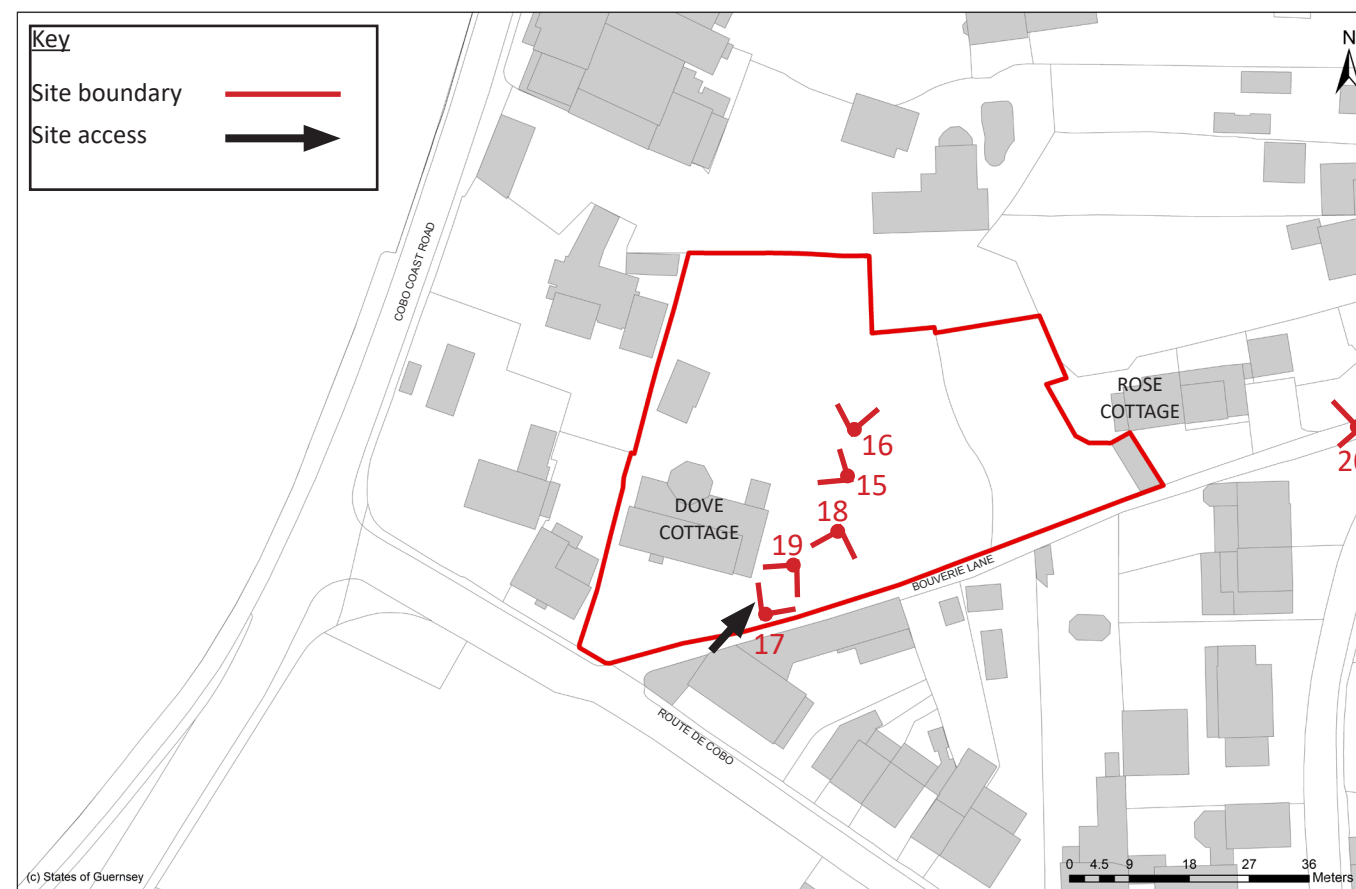 Key
Site boundary
Site access
N
COBO COAST ROAD
ROSE
COTTAGE
16
15
DOVE
COTTAGE
18
19
17
BOUVERIE LANE
ROUTE DE COBO
(c) States of Guernsey
0 4.5 9 18 27 36
Meters